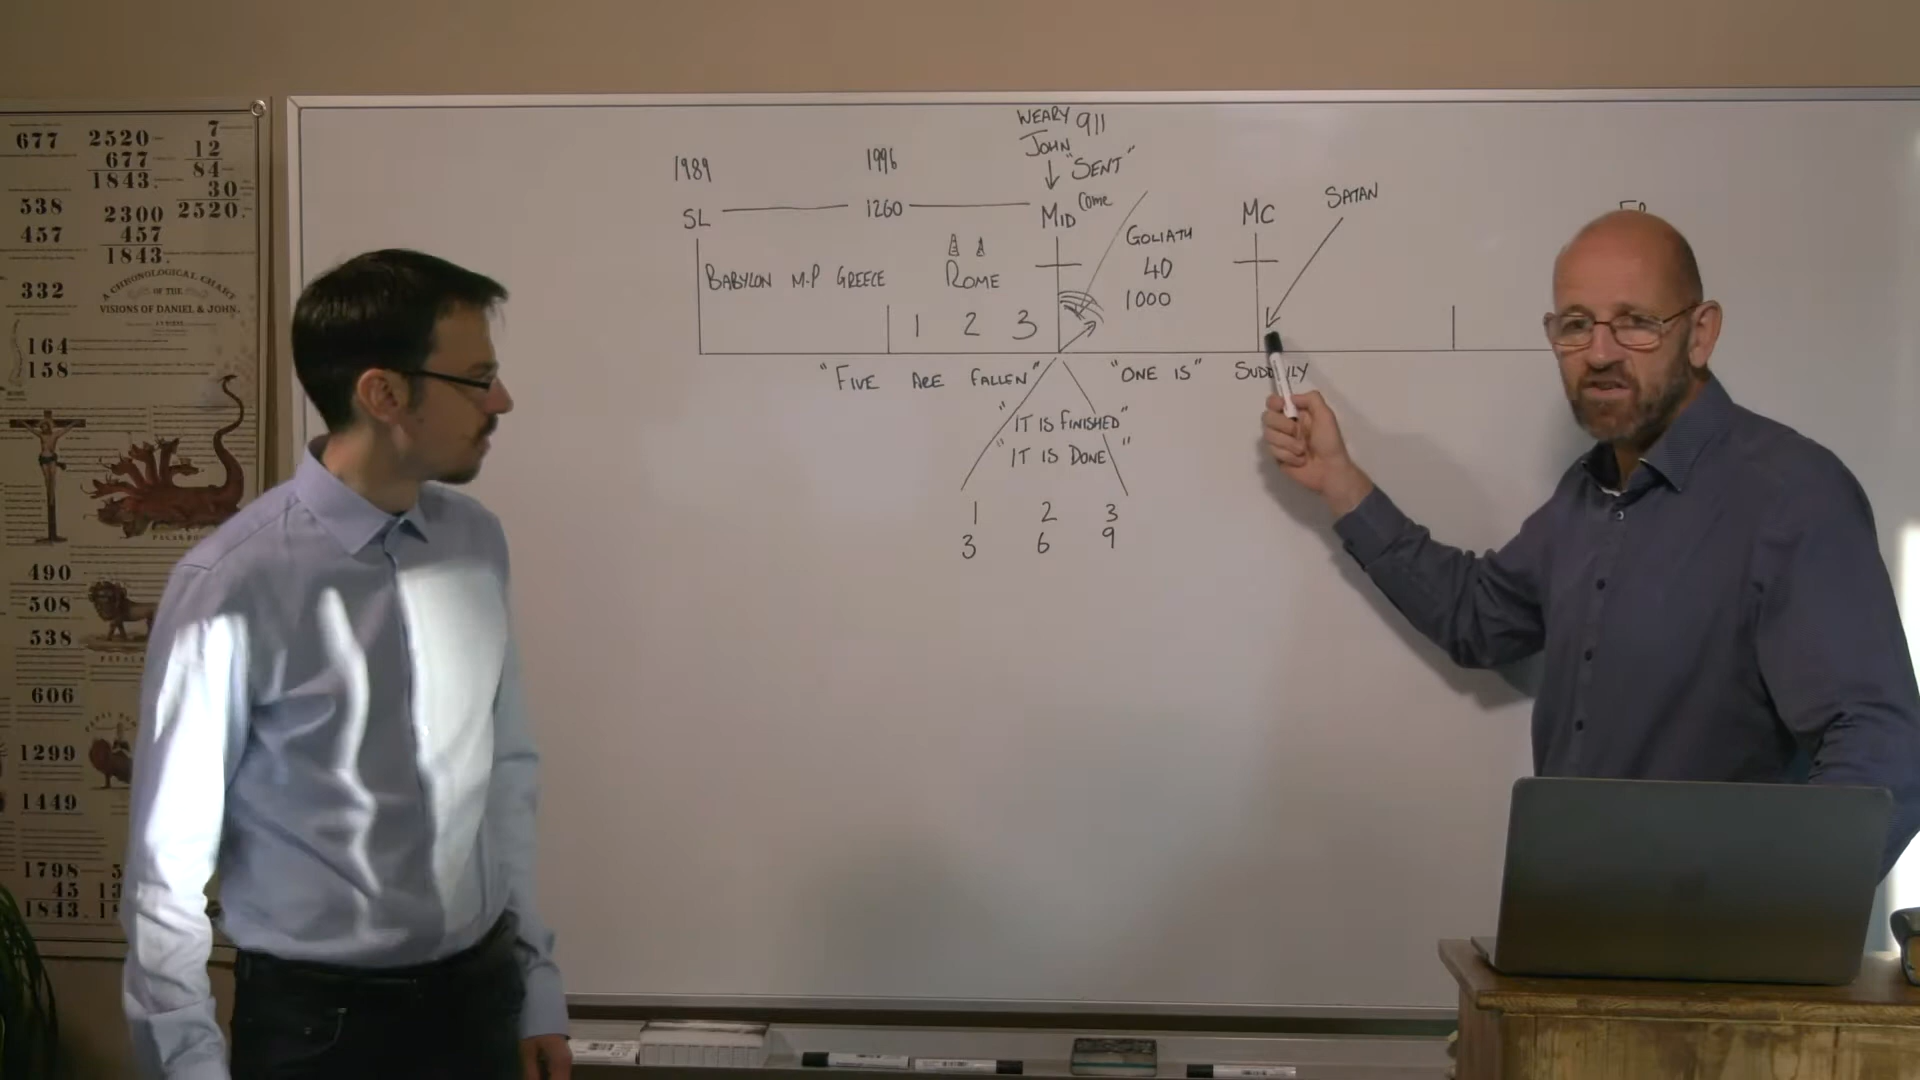 677
2520
677
1843.
7
12
84
30
2520.
538
457
2300
457
1843.
332
A CHRONOLOGICAL CHART
OF THE
VISIONS OF DANIEL & JOHN.
164
158
490
508
538
606
1299
1449
1798
45
1843.
WEARY 911
JOHN
"SENT"
1989 1996
SL 1260 MID COME MC SATAN
GOLIATH
40
1000
BABYLON M-P GREECE ROME
1 2 3
"FIVE ARE FALLEN" "ONE IS"
"IT IS FINISHED"
"IT IS DONE"
1 2 3
3 6 9